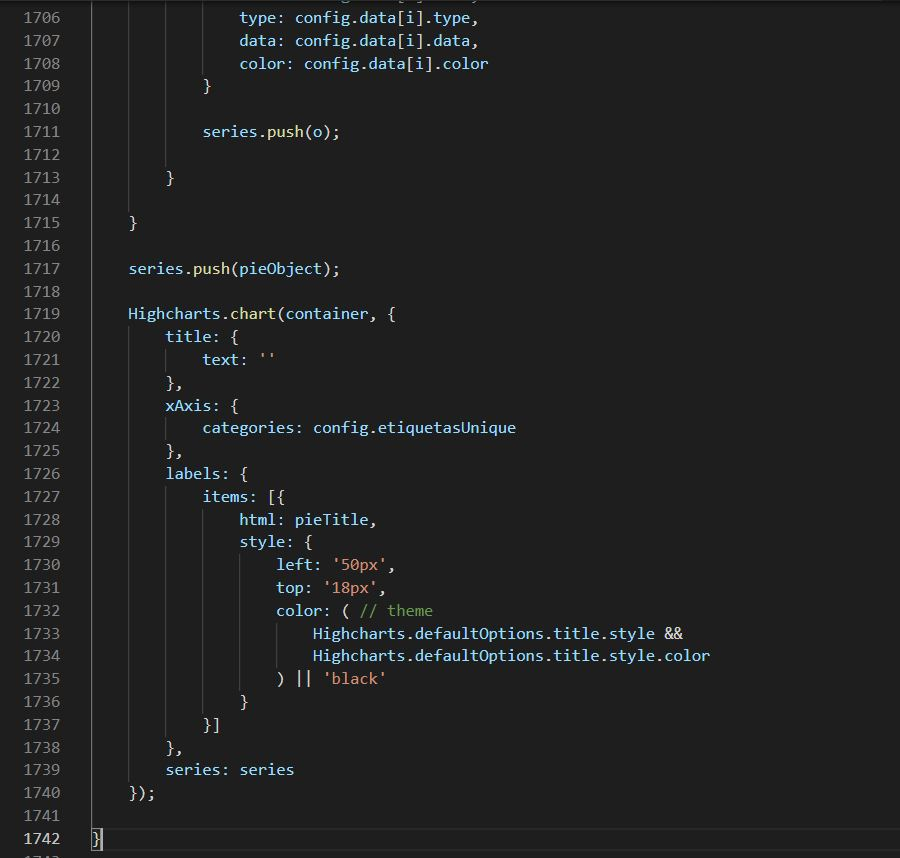 1706 type: config.data[i].type,
1707 data: config.data[i].data,
1708 color: config.data[i].color
1709 }
1710
1711 series.push(o);
1712
1713 }
1714
1715 }
1716
1717 series.push(pieObject);
1718
1719 Highcharts.chart(container, {
1720 title: {
1721 text: ''
1722 },
1723 xAxis: {
1724 categories: config.etiquetasUnique
1725 },
1726 labels: {
1727 items: [{
1728 html: pieTitle,
1729 style: {
1730 left: '50px',
1731 top: '18px',
1732 color: ( // theme
1733 Highcharts.defaultOptions.title.style &&
1734 Highcharts.defaultOptions.title.style.color
1735 ) || 'black'
1736 }
1737 }]
1738 },
1739 series: series
1740 });
1741
1742 }